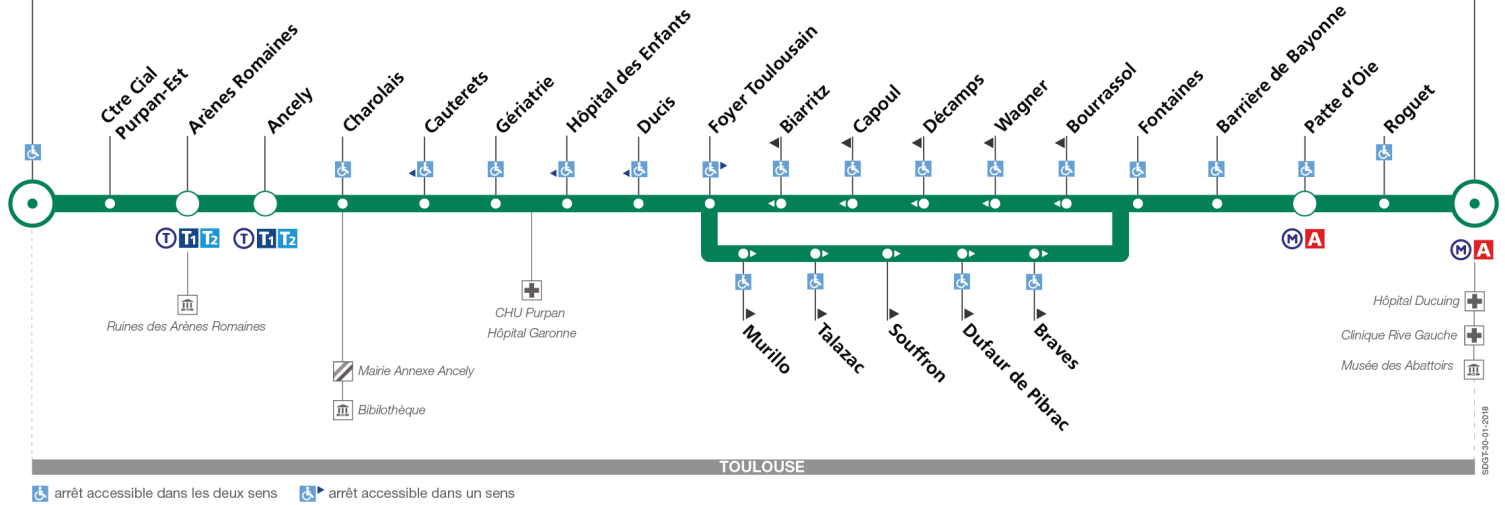 Ctre Cial
Purpan-Est
Arènes Romaines
Ancely
Charolais
Cauterets
Gériatrie
Hôpital des Enfants
Ducis
Foyer Toulousain
Biarritz
Capoul
Décamps
Wagner
Bourrassol
Fontaines
Barrière de Bayonne
Patte d'Oie
Roguet
T T1 T2
T T1 T2
M A
M A
Murillo
Talazac
Souffron
Dufaur de Pibrac
Braves
Ruines des Arènes Romaines
CHU Purpan
Hôpital Garonne
Mairie Annexe Ancely
Bibilothèque
Hôpital Ducuing
Clinique Rive Gauche
Musée des Abattoirs
SDGT-30-01-2018
TOULOUSE
arrêt accessible dans les deux sens
arrêt accessible dans un sens